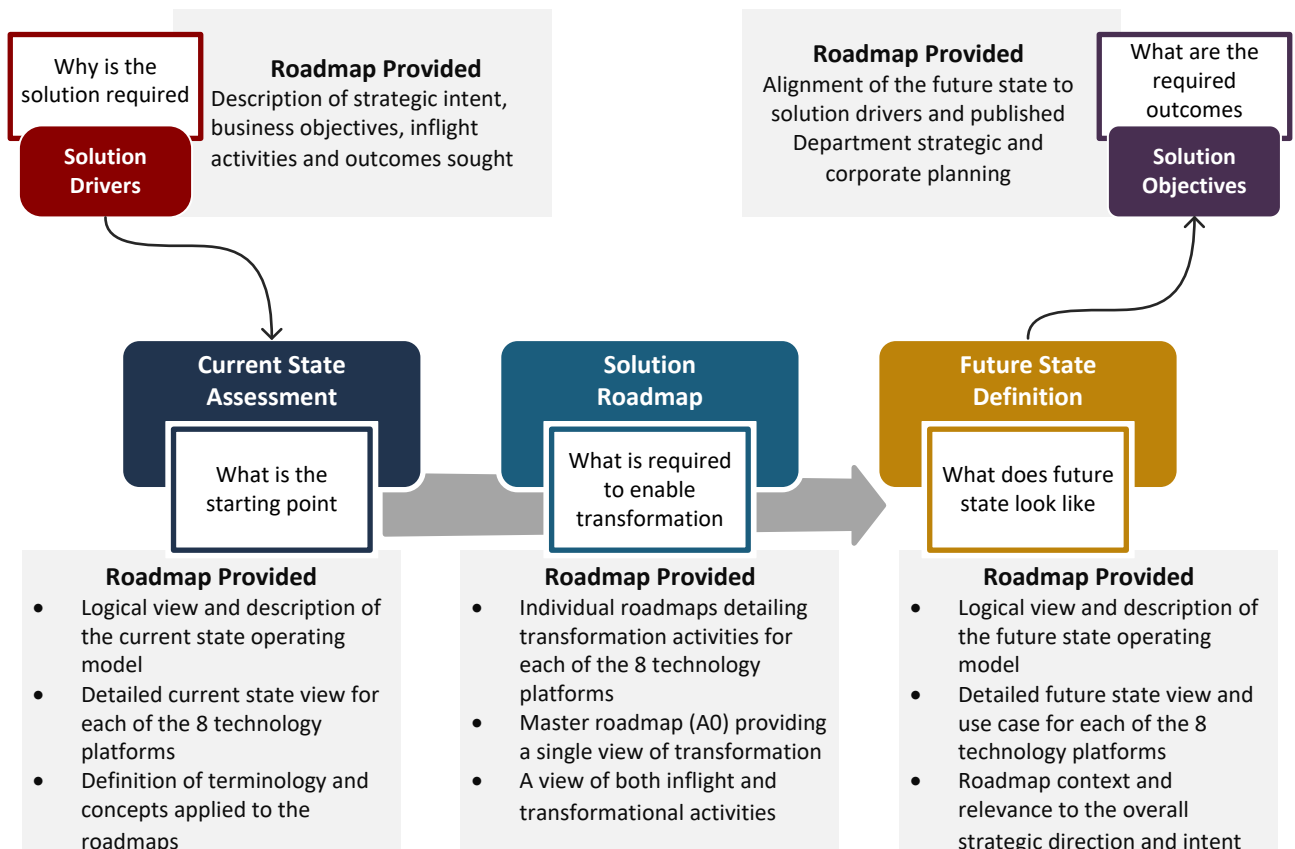 Why is the
solution required
Solution
Drivers
Roadmap Provided
Description of strategic intent,
business objectives, inflight
activities and outcomes sought
Roadmap Provided
Alignment of the future state to
solution drivers and published
Department strategic and
corporate planning
What are the
required
outcomes
Solution
Objectives
Current State
Assessment
What is the
starting point
Solution
Roadmap
What is required
to enable
transformation
Future State
Definition
What does future
state look like
Roadmap Provided
• Logical view and description of
the current state operating
model
• Detailed current state view for
each of the 8 technology
platforms
• Definition of terminology and
concepts applied to the
roadmaps
Roadmap Provided
• Individual roadmaps detailing
transformation activities for
each of the 8 technology
platforms
• Master roadmap (A0) providing
a single view of transformation
• A view of both inflight and
transformational activities
Roadmap Provided
• Logical view and description of
the future state operating
model
• Detailed future state view and
use case for each of the 8
technology platforms
• Roadmap context and
relevance to the overall
strategic direction and intent